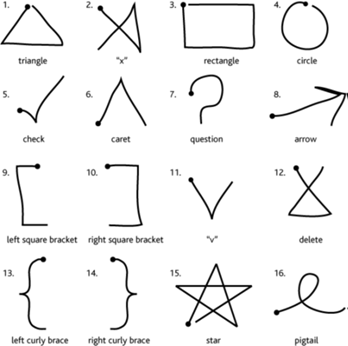 1. 2. 3. 4.
triangle "x" rectangle circle
5. 6. 7. 8.
check caret question arrow
9. 10. 11. 12.
left square bracket right square bracket "v" delete
13. 14. 15. 16.
left curly brace right curly brace star pigtail